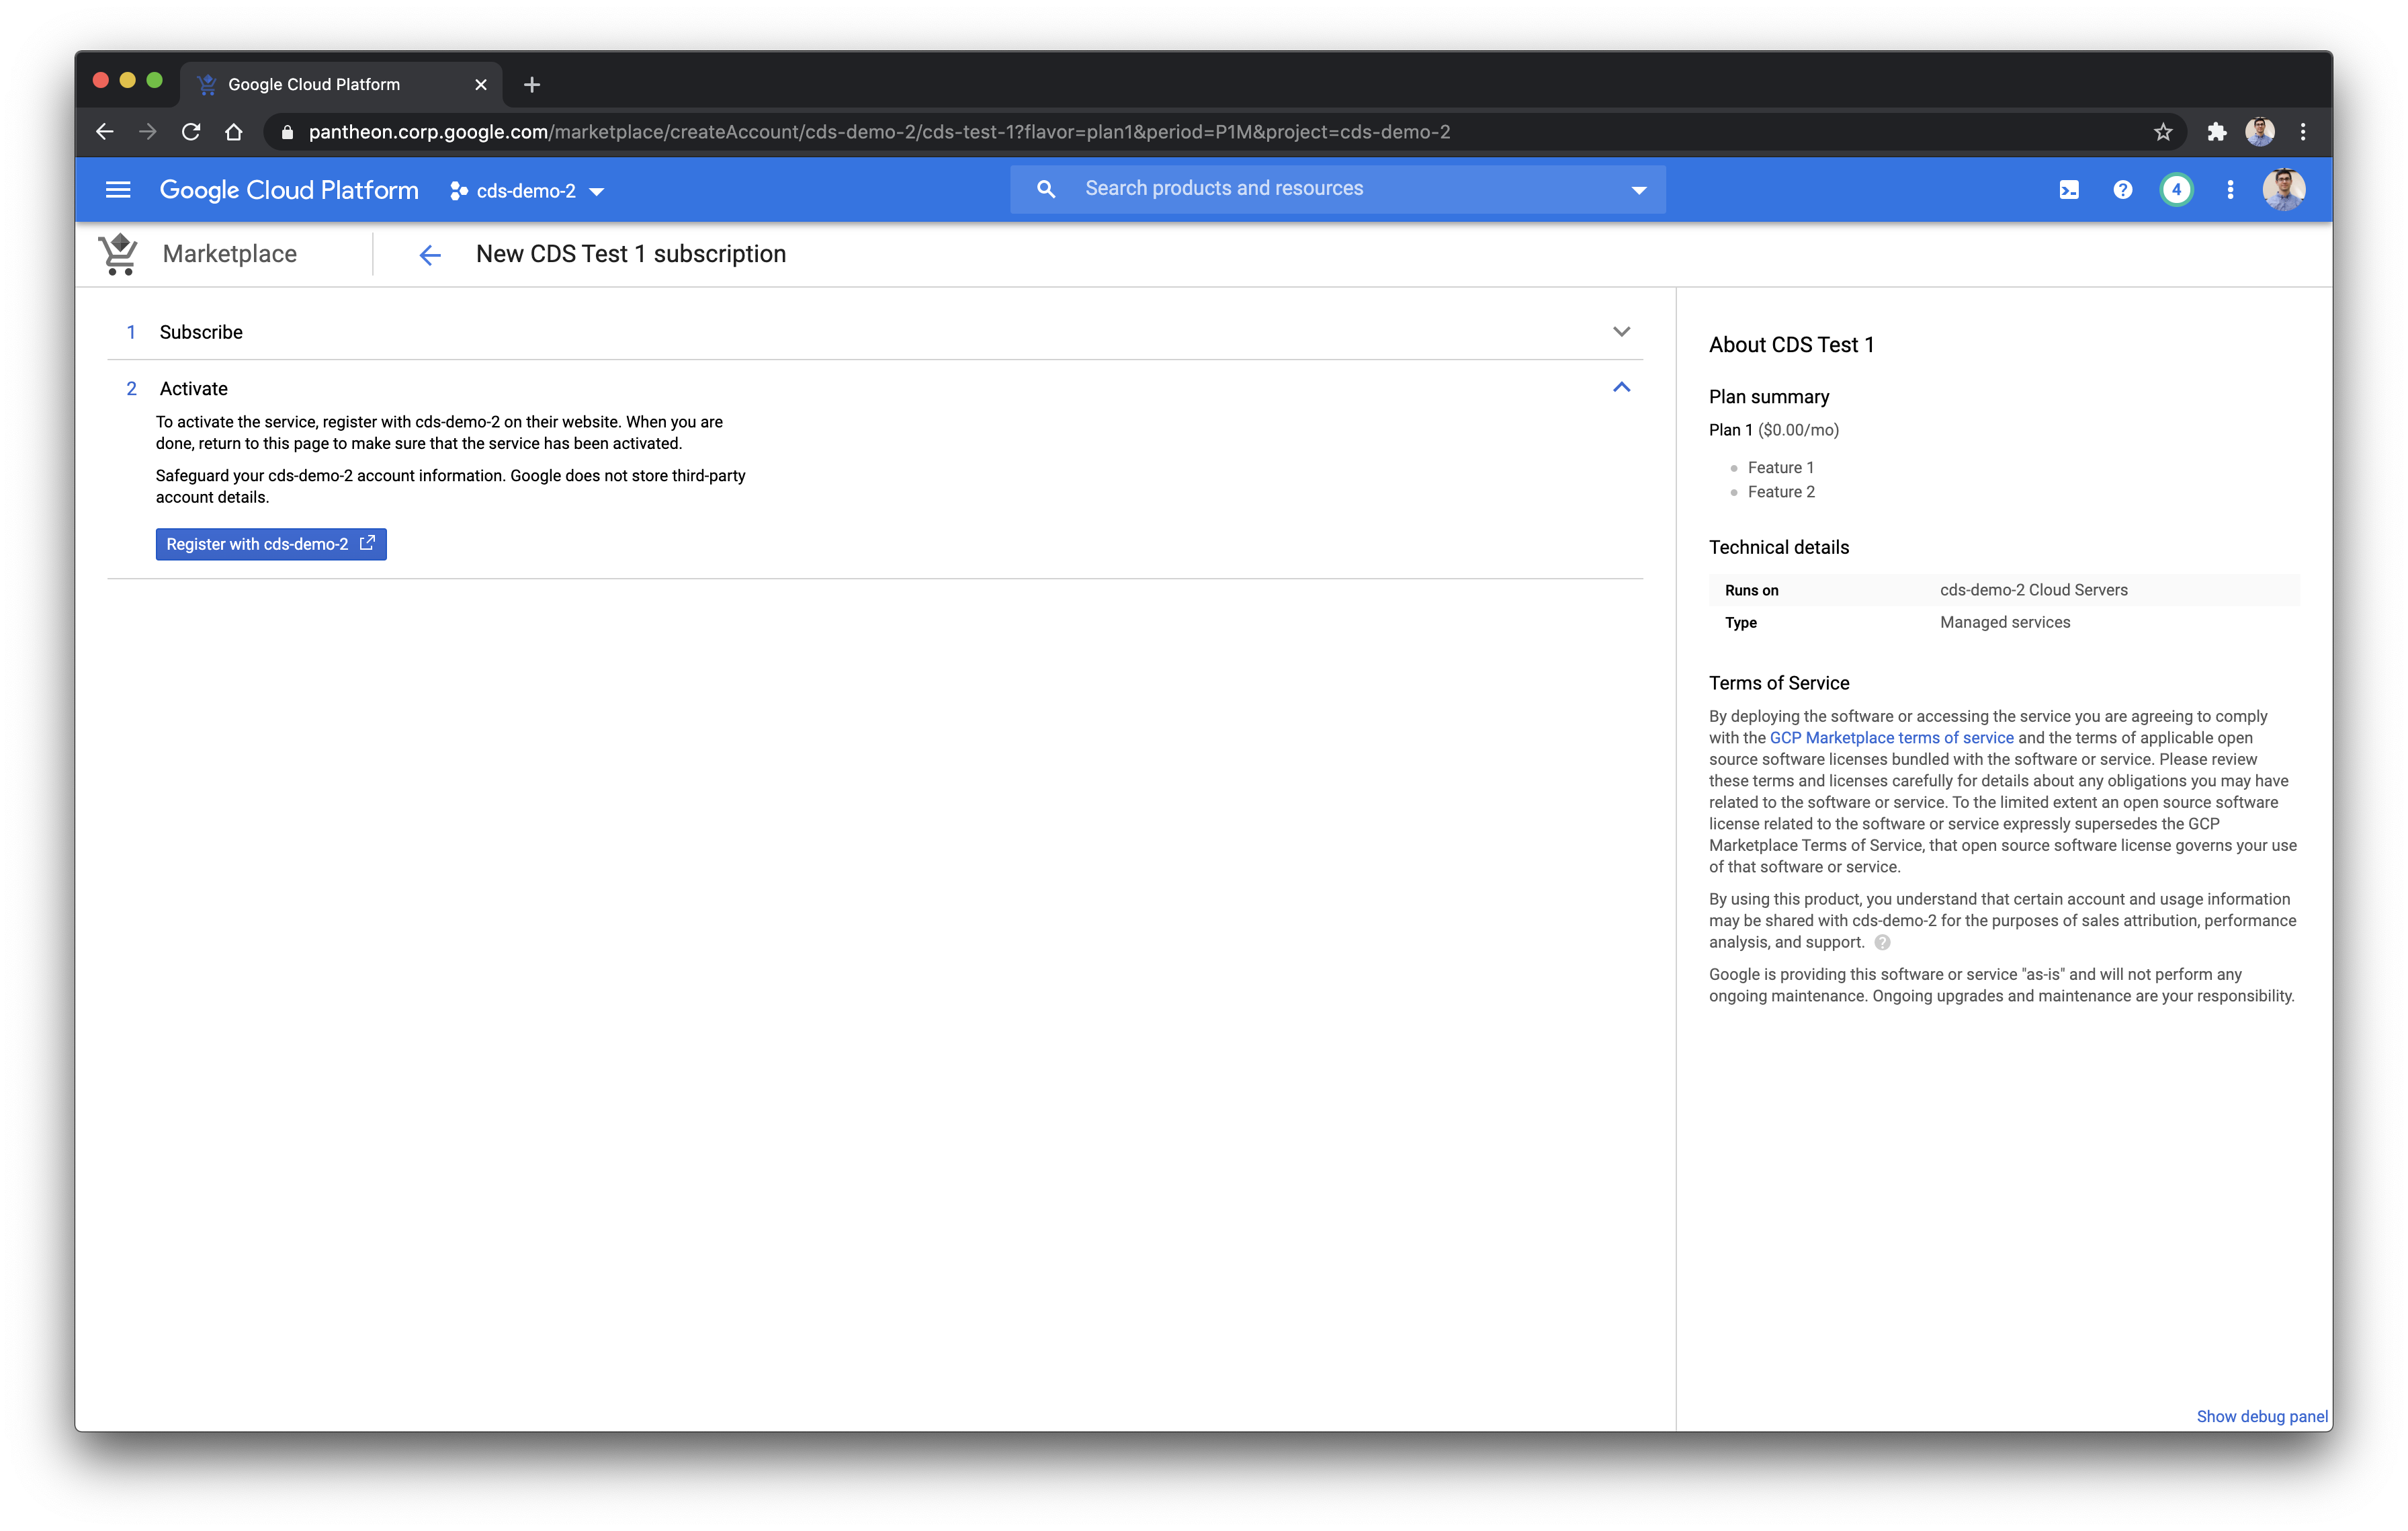 Google Cloud Platform
pantheon.corp.google.com/marketplace/createAccount/cds-demo-2/cds-test-1?flavor=plan1&period=P1M&project=cds-demo-2
Google Cloud Platform
cds-demo-2
Search products and resources
4
Marketplace
New CDS Test 1 subscription
1 Subscribe
2 Activate
To activate the service, register with cds-demo-2 on their website. When you are
done, return to this page to make sure that the service has been activated.
Safeguard your cds-demo-2 account information. Google does not store third-party
account details.
Register with cds-demo-2
About CDS Test 1
Plan summary
Plan 1 ($0.00/mo)
Feature 1
Feature 2
Technical details
Runs on cds-demo-2 Cloud Servers
Type Managed services
Terms of Service
By deploying the software or accessing the service you are agreeing to comply
with the GCP Marketplace terms of service and the terms of applicable open
source software licenses bundled with the software or service. Please review
these terms and licenses carefully for details about any obligations you may have
related to the software or service. To the limited extent an open source software
license related to the software or service expressly supersedes the GCP
Marketplace Terms of Service, that open source software license governs your use
of that software or service.
By using this product, you understand that certain account and usage information
may be shared with cds-demo-2 for the purposes of sales attribution, performance
analysis, and support.
Google is providing this software or service "as-is" and will not perform any
ongoing maintenance. Ongoing upgrades and maintenance are your responsibility.
Show debug panel